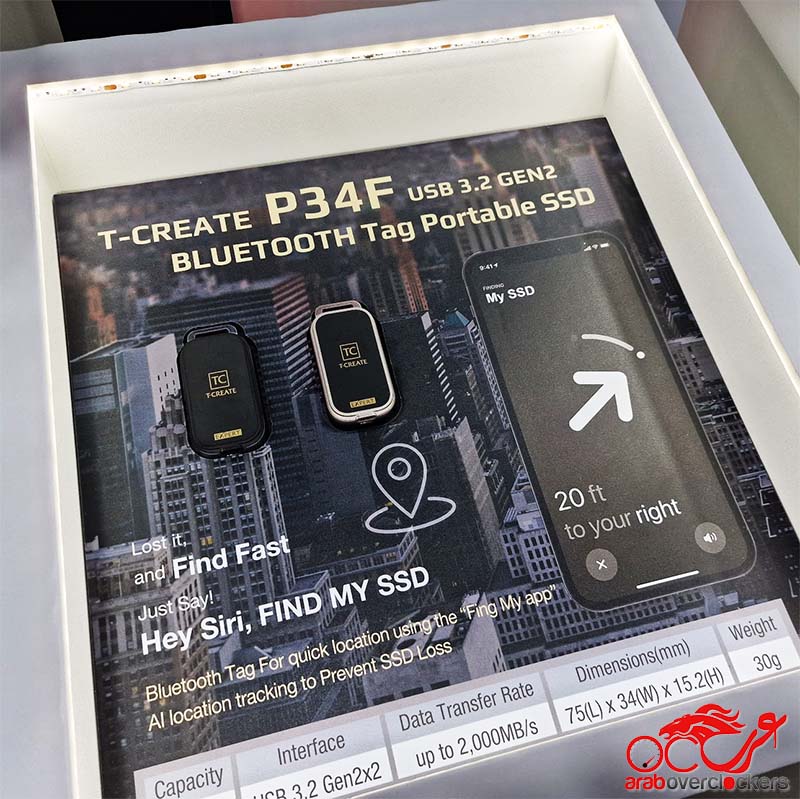 T-CREATE P34F USB 3.2 GEN2
BLUETOOTH Tag Portable SSD
9:41
FINDING
My SSD
TC
T-CREATE
EXPERT
TC
T-CREATE
EXPERT
20 ft
to your right
Lost it,
and Find Fast
Just Say!
Hey Siri, FIND MY SSD
Bluetooth Tag For quick location using the "Fing My app"
AI location tracking to Prevent SSD Loss
Capacity Interface Data Transfer Rate Dimensions(mm) Weight
USB 3.2 Gen2x2 up to 2,000MB/s 75(L) x 34(W) x 15.2(H) 30g
araboverclockers